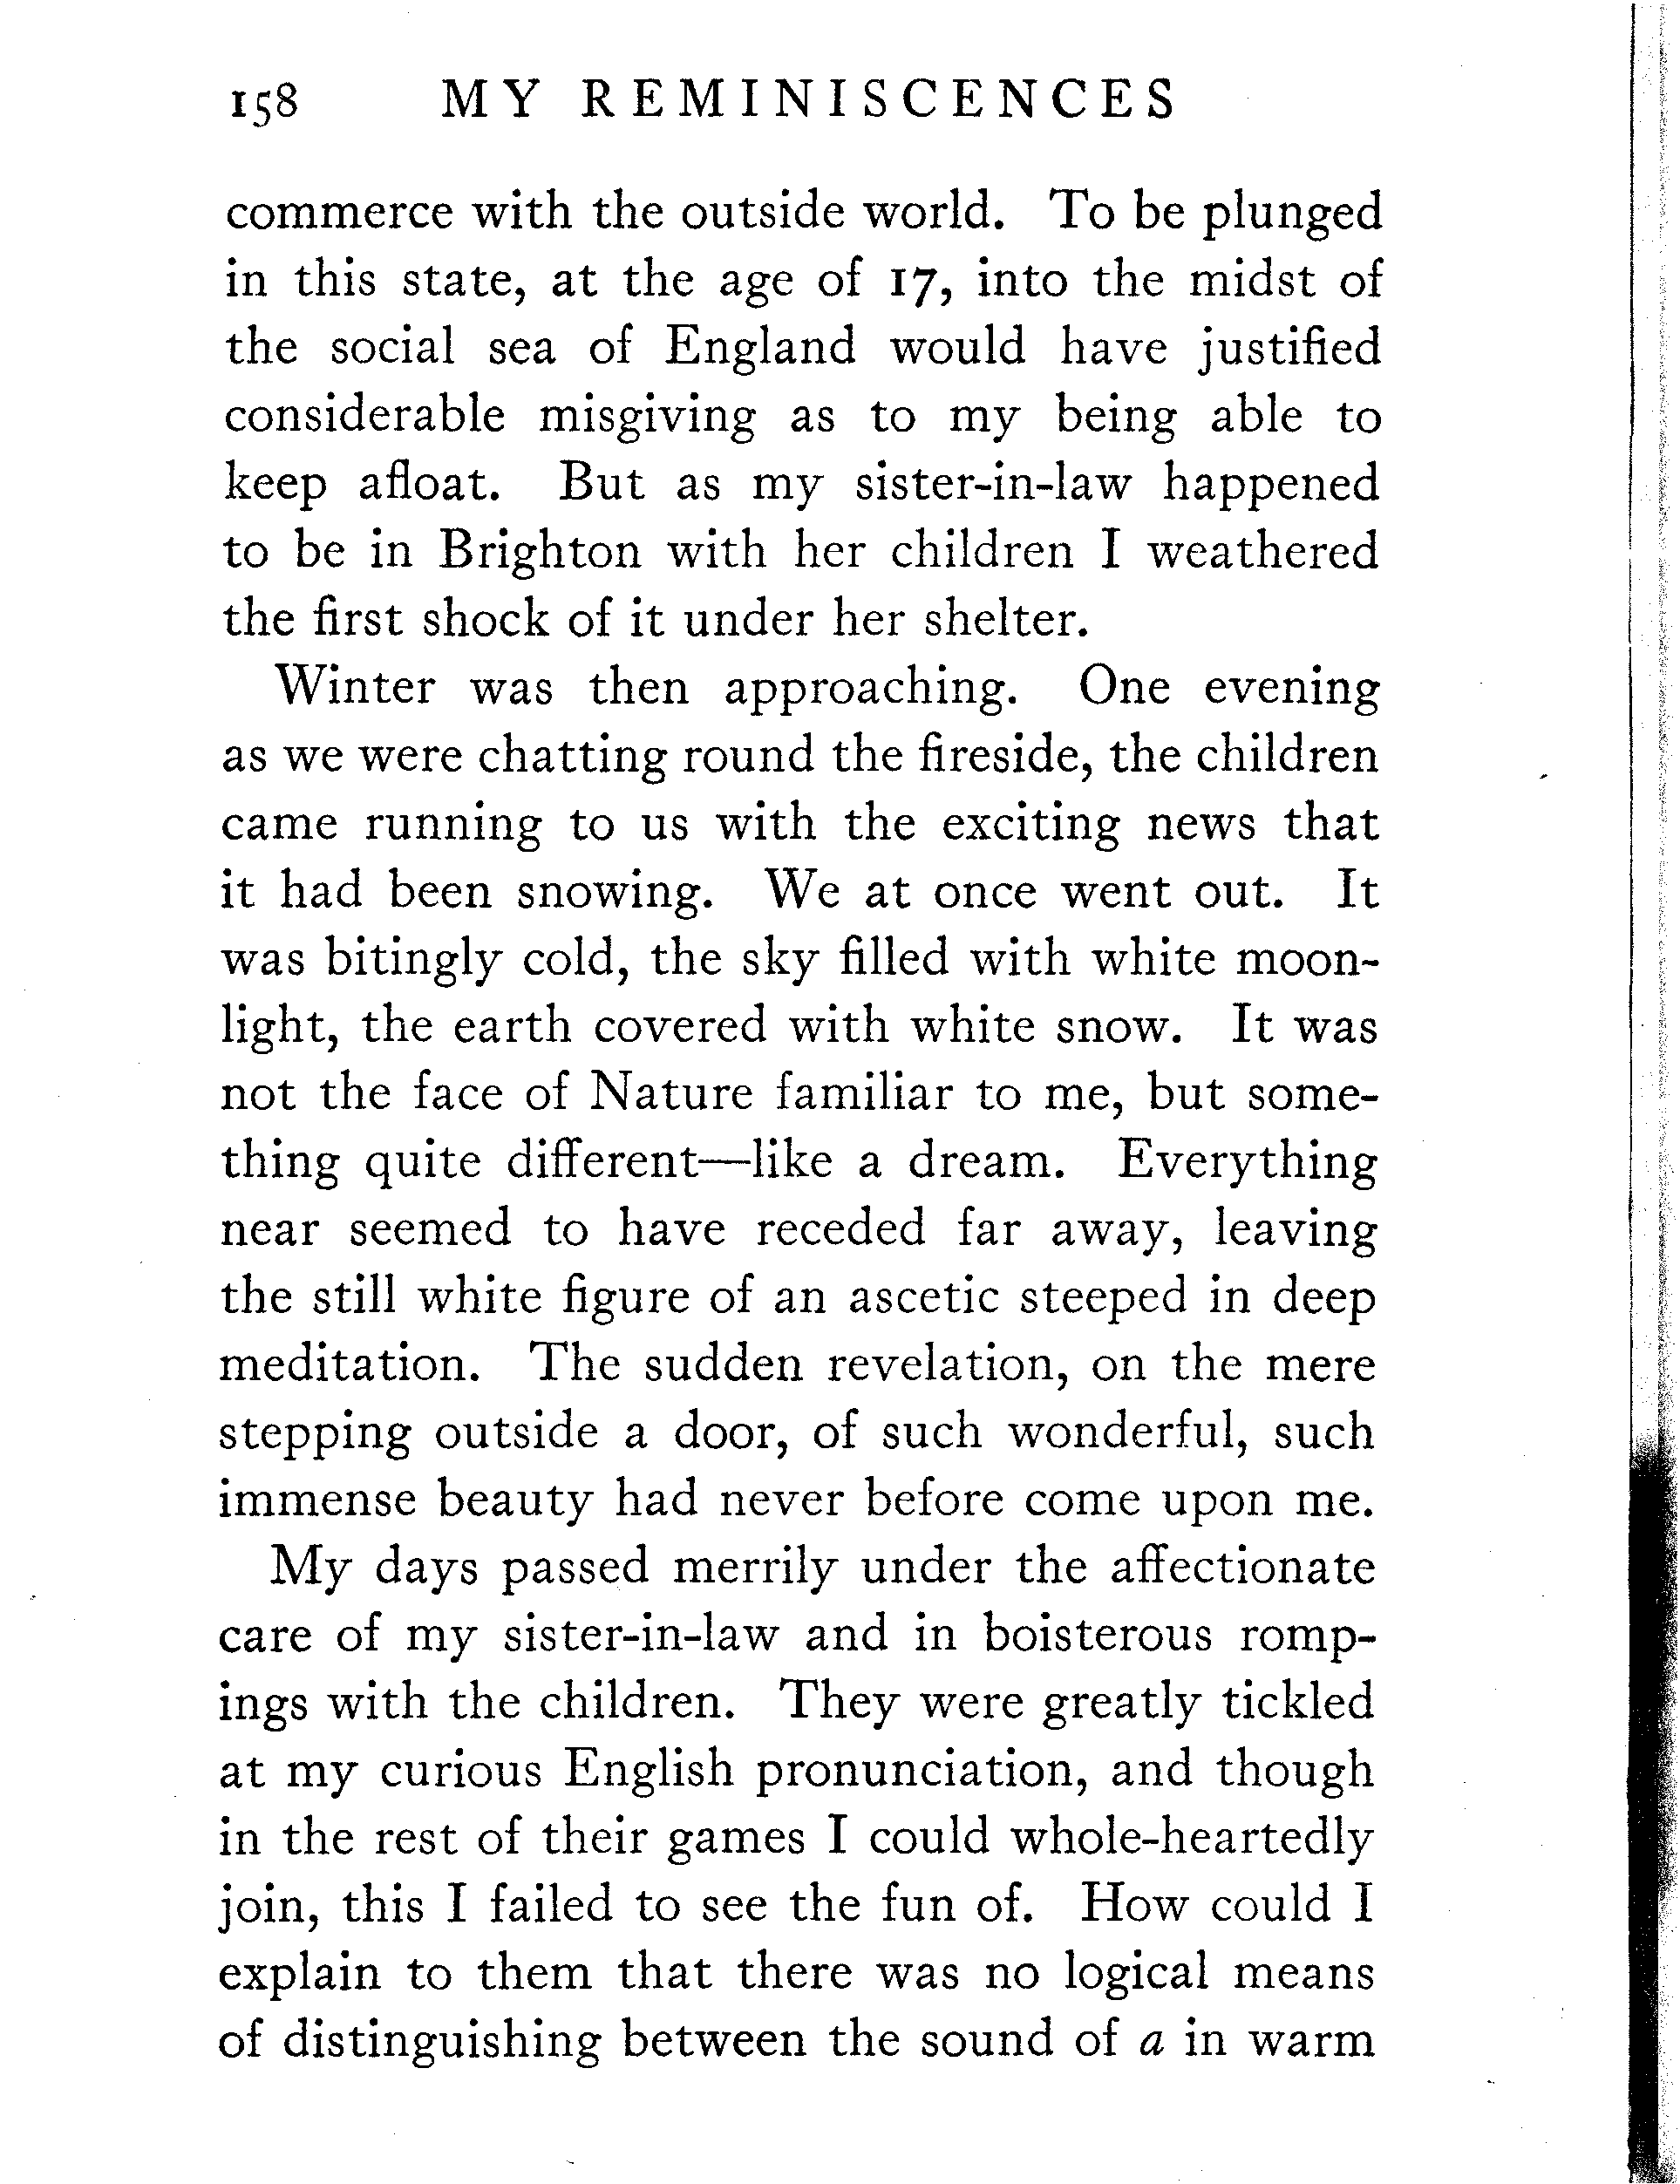 158 MY REMINISCENCES
commerce with the outside world. To be plunged
in this state, at the age of 17, into the midst of
the social sea of England would have justified
considerable misgiving as to my being able to
keep afloat. But as my sister-in-law happened
to be in Brighton with her children I weathered
the first shock of it under her shelter.
Winter was then approaching. One evening
as we were chatting round the fireside, the children
came running to us with the exciting news that
it had been snowing. We at once went out. It
was bitingly cold, the sky filled with white moon-
light, the earth covered with white snow. It was
not the face of Nature familiar to me, but some-
thing quite different—like a dream. Everything
near seemed to have receded far away, leaving
the still white figure of an ascetic steeped in deep
meditation. The sudden revelation, on the mere
stepping outside a door, of such wonderful, such
immense beauty had never before come upon me.
My days passed merrily under the affectionate
care of my sister-in-law and in boisterous romp-
ings with the children. They were greatly tickled
at my curious English pronunciation, and though
in the rest of their games I could whole-heartedly
join, this I failed to see the fun of. How could I
explain to them that there was no logical means
of distinguishing between the sound of a in warm